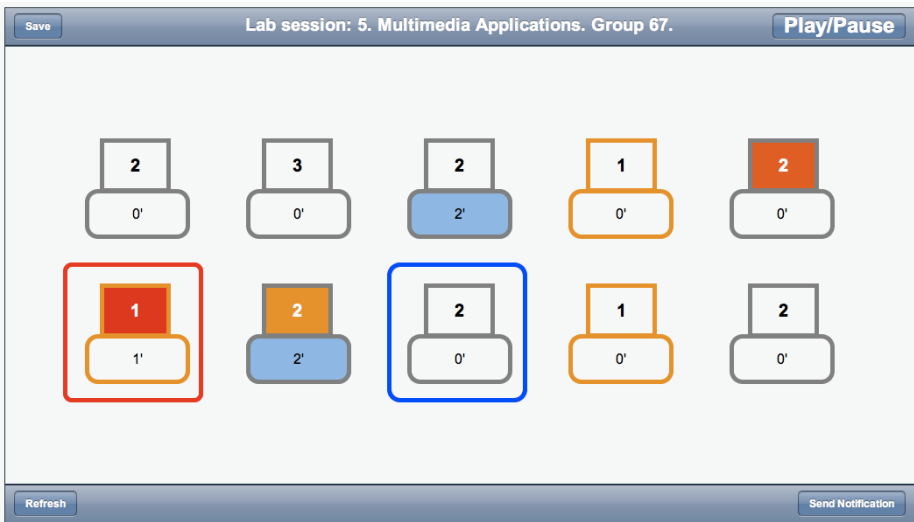 Save Lab session: 5. Multimedia Applications. Group 67. Play/Pause
2 3 2 1 2
0' 0' 2' 0' 0'
1 2 2 1 2
1' 2' 0' 0' 0'
Refresh Send Notification